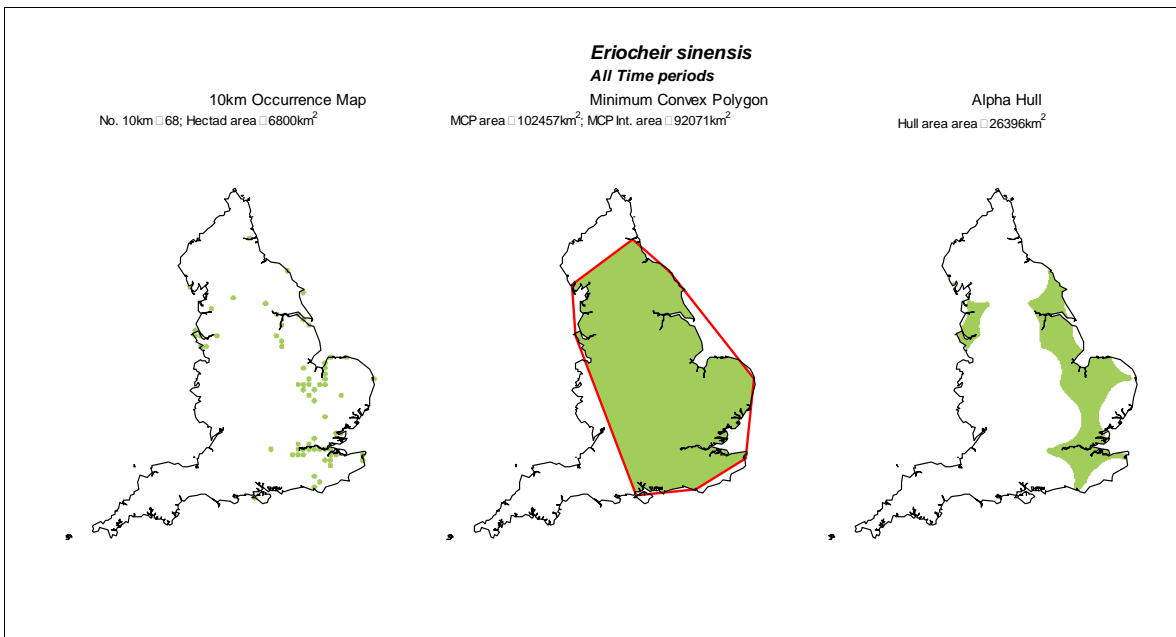 Eriocheir sinensis
All Time periods
10km Occurrence Map
No. 10km □ 68; Hectad area □ 6800km²
Minimum Convex Polygon
MCP area □ 102457km²; MCP Int. area □ 92071km²
Alpha Hull
Hull area area □ 26396km²